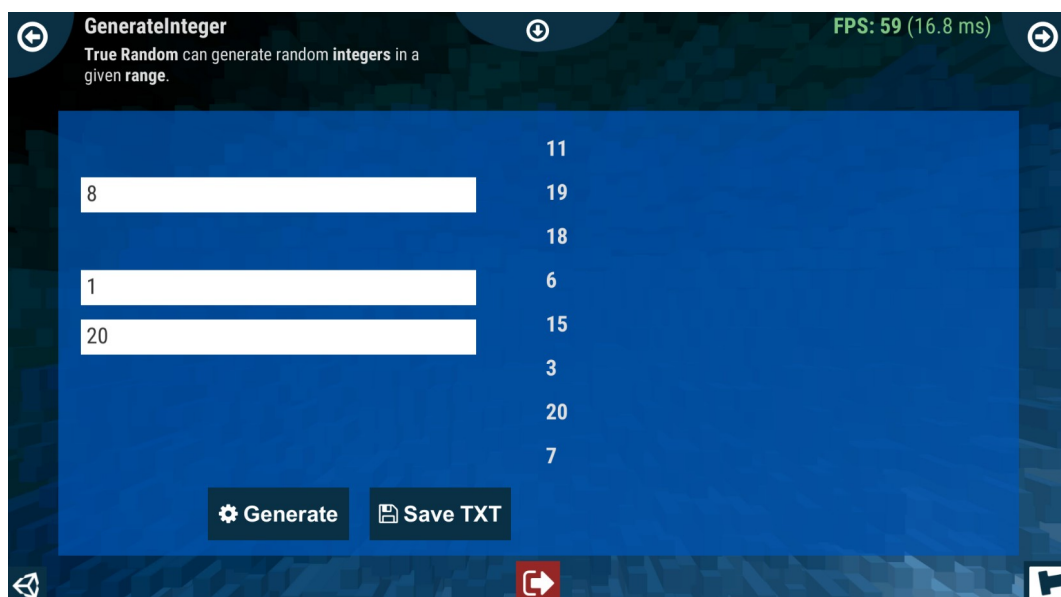 GenerateInteger
True Random can generate random integers in a
given range.
FPS: 59 (16.8 ms)
8
1
20
11
19
18
6
15
3
20
7
Generate
Save TXT